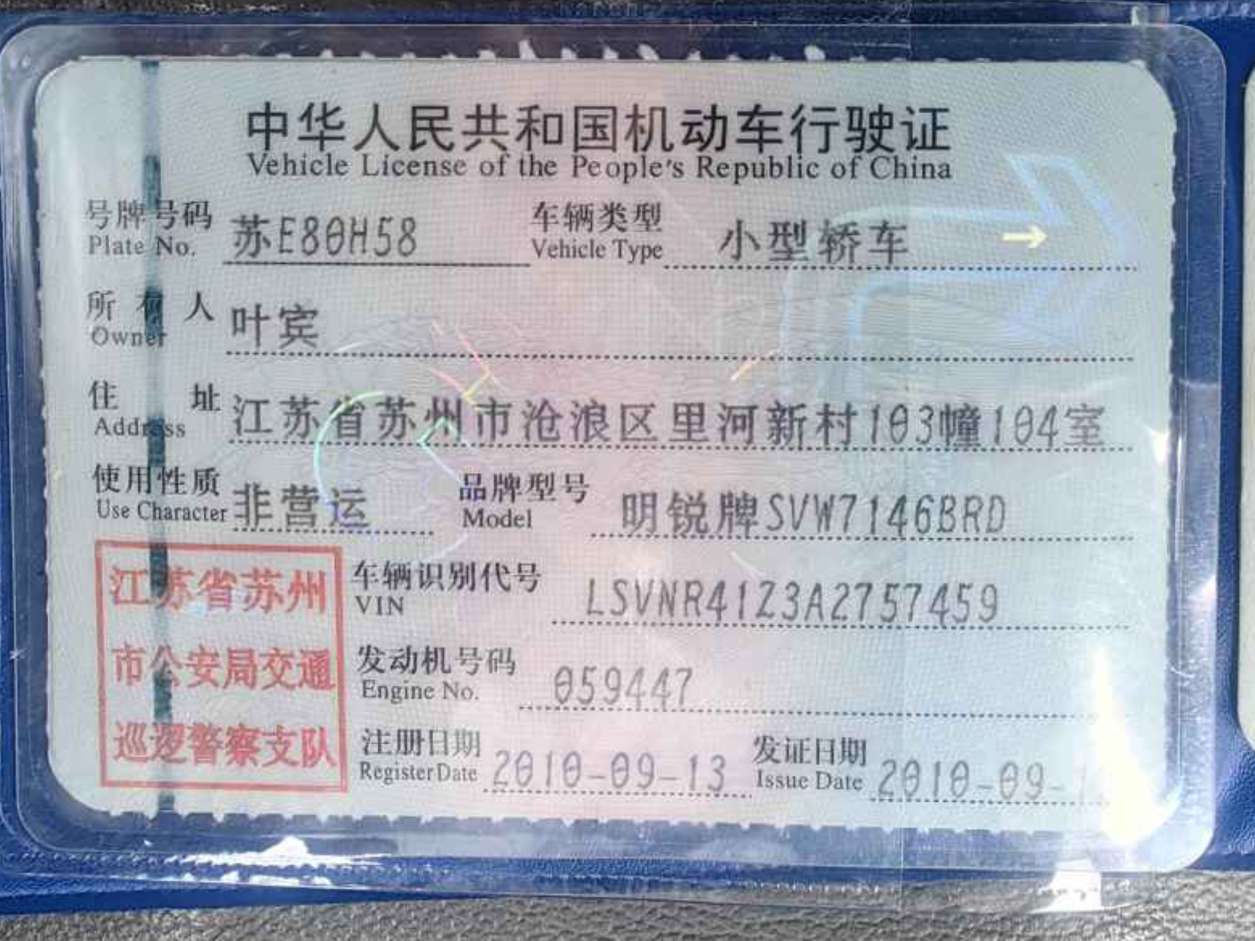 中华人民共和国机动车行驶证
Vehicle License of the People's Republic of China
号牌号码 苏E80H58 车辆类型 小型轿车
Plate No. Vehicle Type
所有人 叶宾
Owner
住址 江苏省苏州市沧浪区里河新村103幢104室
Address
使用性质 非营运 品牌型号 明锐牌SVW7146BRD
Use Character Model
江苏省苏州
市公安局交通
巡逻警察支队
车辆识别代号 LSVNR41Z3A2757459
VIN
发动机号码 059447
Engine No.
注册日期 2010-09-13 发证日期 2010-09-
Register Date Issue Date